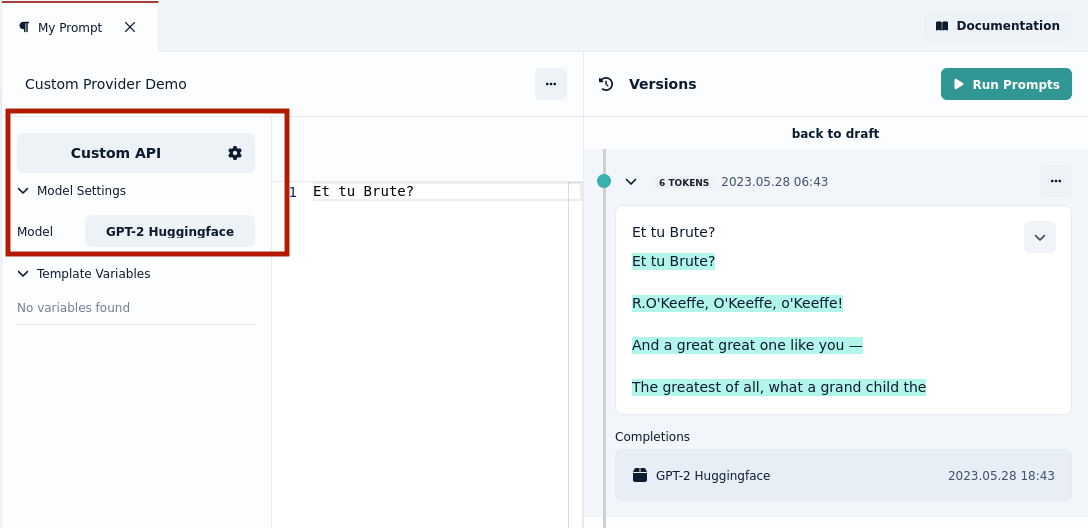 My Prompt
Documentation
Custom Provider Demo
Versions
Run Prompts
back to draft
Custom API
Model Settings
Model
GPT-2 Huggingface
Template Variables
No variables found
1 Et tu Brute?
6 TOKENS 2023.05.28 06:43
Et tu Brute?
Et tu Brute?
R.O'Keeffe, O'Keeffe, o'Keeffe!
And a great great one like you —
The greatest of all, what a grand child the
Completions
GPT-2 Huggingface 2023.05.28 18:43